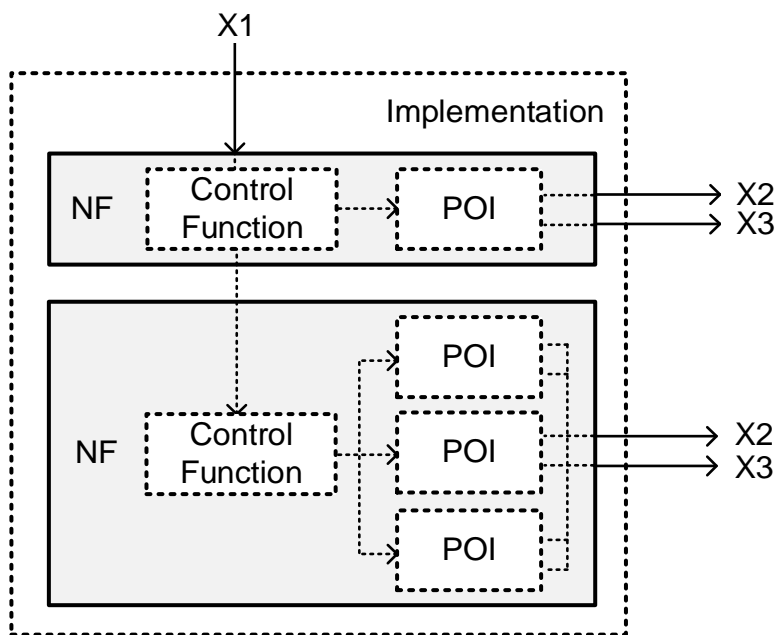 X1
Implementation
NF
Control
Function
POI
X2
X3
POI
NF
Control
Function
POI
X2
X3
POI